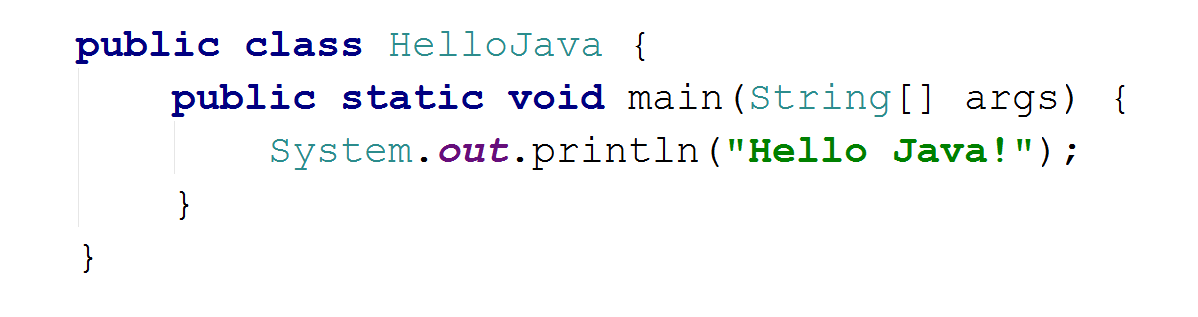 public class HelloJava {
    public static void main(String[] args) {
        System.out.println("Hello Java!");
    }
}